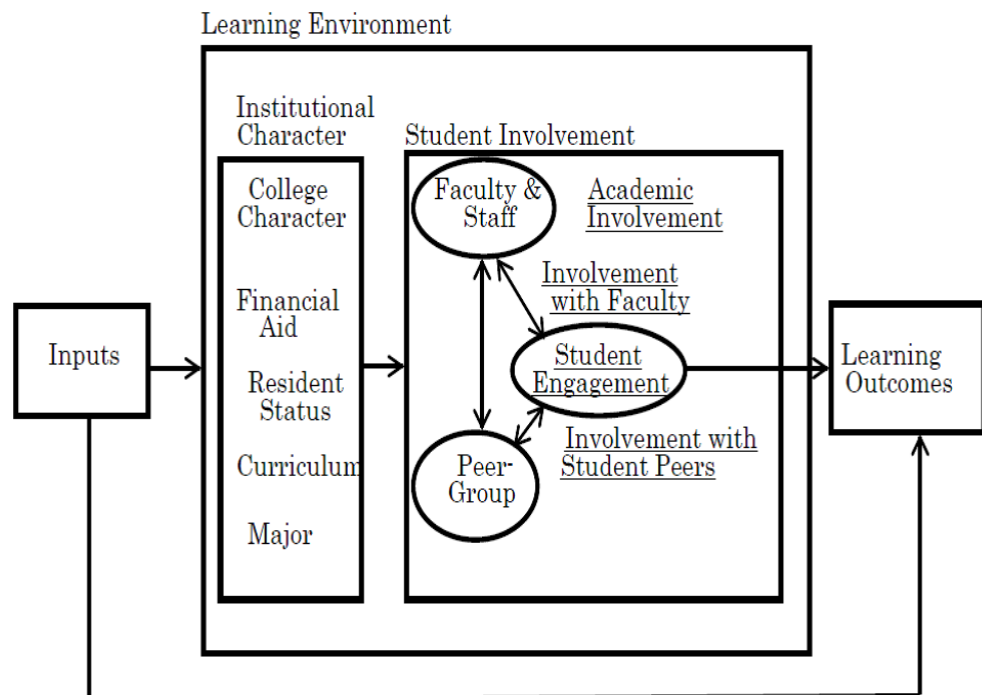 Learning Environment
Institutional
Character
College
Character
Financial
Aid
Resident
Status
Curriculum
Major
Student Involvement
Faculty &
Staff
Academic
Involvement
Involvement
with Faculty
Student
Engagement
Involvement with
Student Peers
Peer-
Group
Inputs
Learning
Outcomes